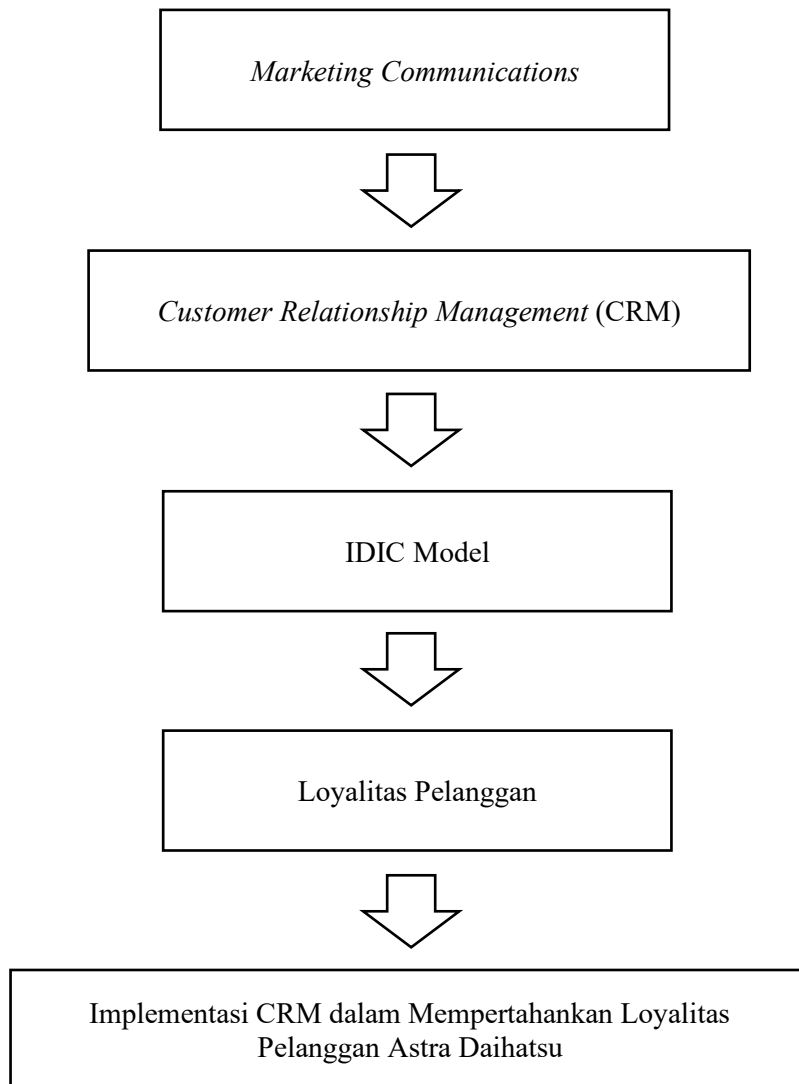 Marketing Communications
Customer Relationship Management (CRM)
IDIC Model
Loyalitas Pelanggan
Implementasi CRM dalam Mempertahankan Loyalitas
Pelanggan Astra Daihatsu